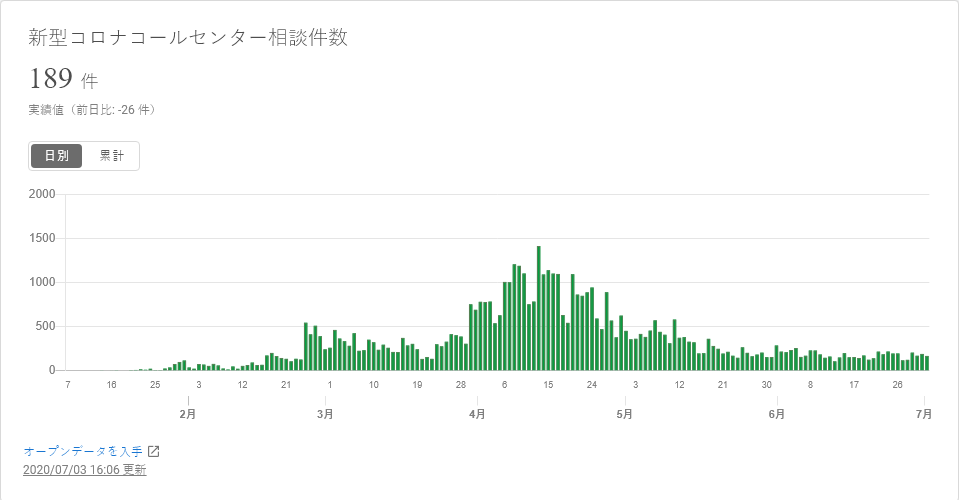 新型コロナコールセンター相談件数
189 件
実績値（前日比: -26 件）
日別 累計
2000
1500
1000
500
0
7 16 25 3 12 21 1 10 19 28 6 15 24 3 12 21 30 8 17 26
2月 3月 4月 5月 6月 7月
オープンデータを入手
2020/07/03 16:06 更新